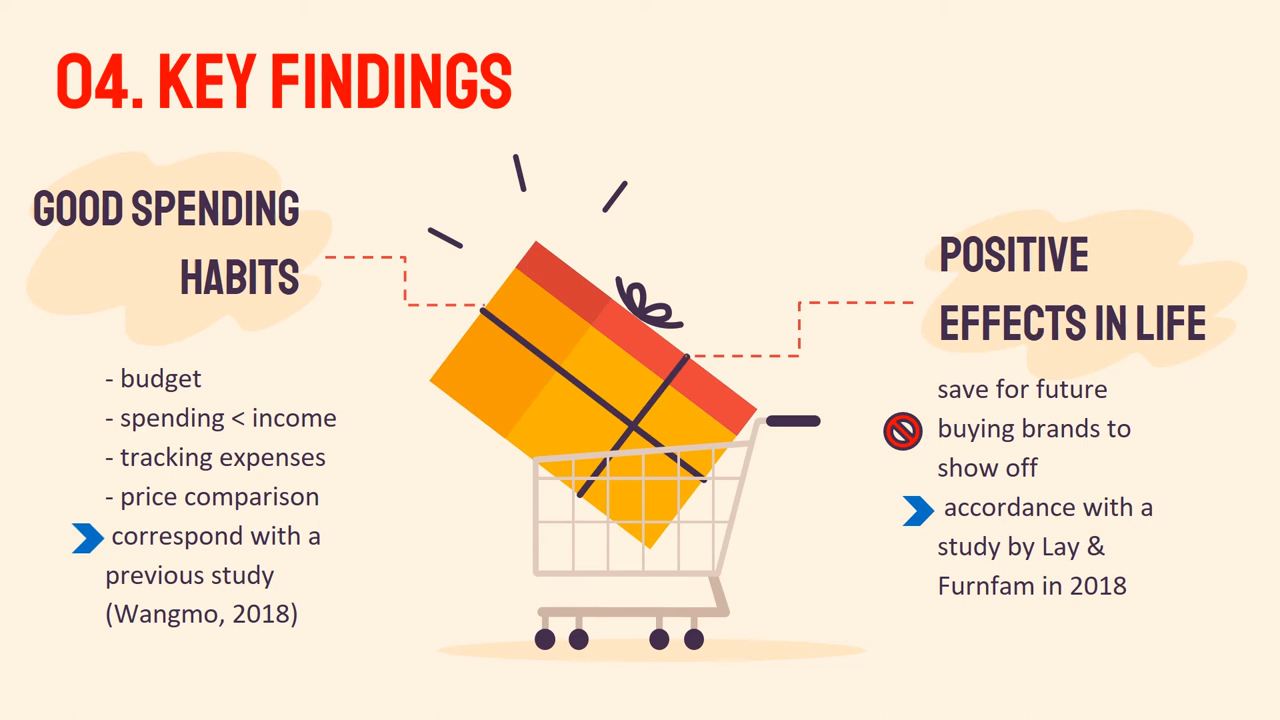 04. KEY FINDINGS
GOOD SPENDING
HABITS
- budget
- spending < income
- tracking expenses
- price comparison
correspond with a
previous study
(Wangmo, 2018)
POSITIVE
EFFECTS IN LIFE
save for future
buying brands to
show off
accordance with a
study by Lay &
Furnfam in 2018